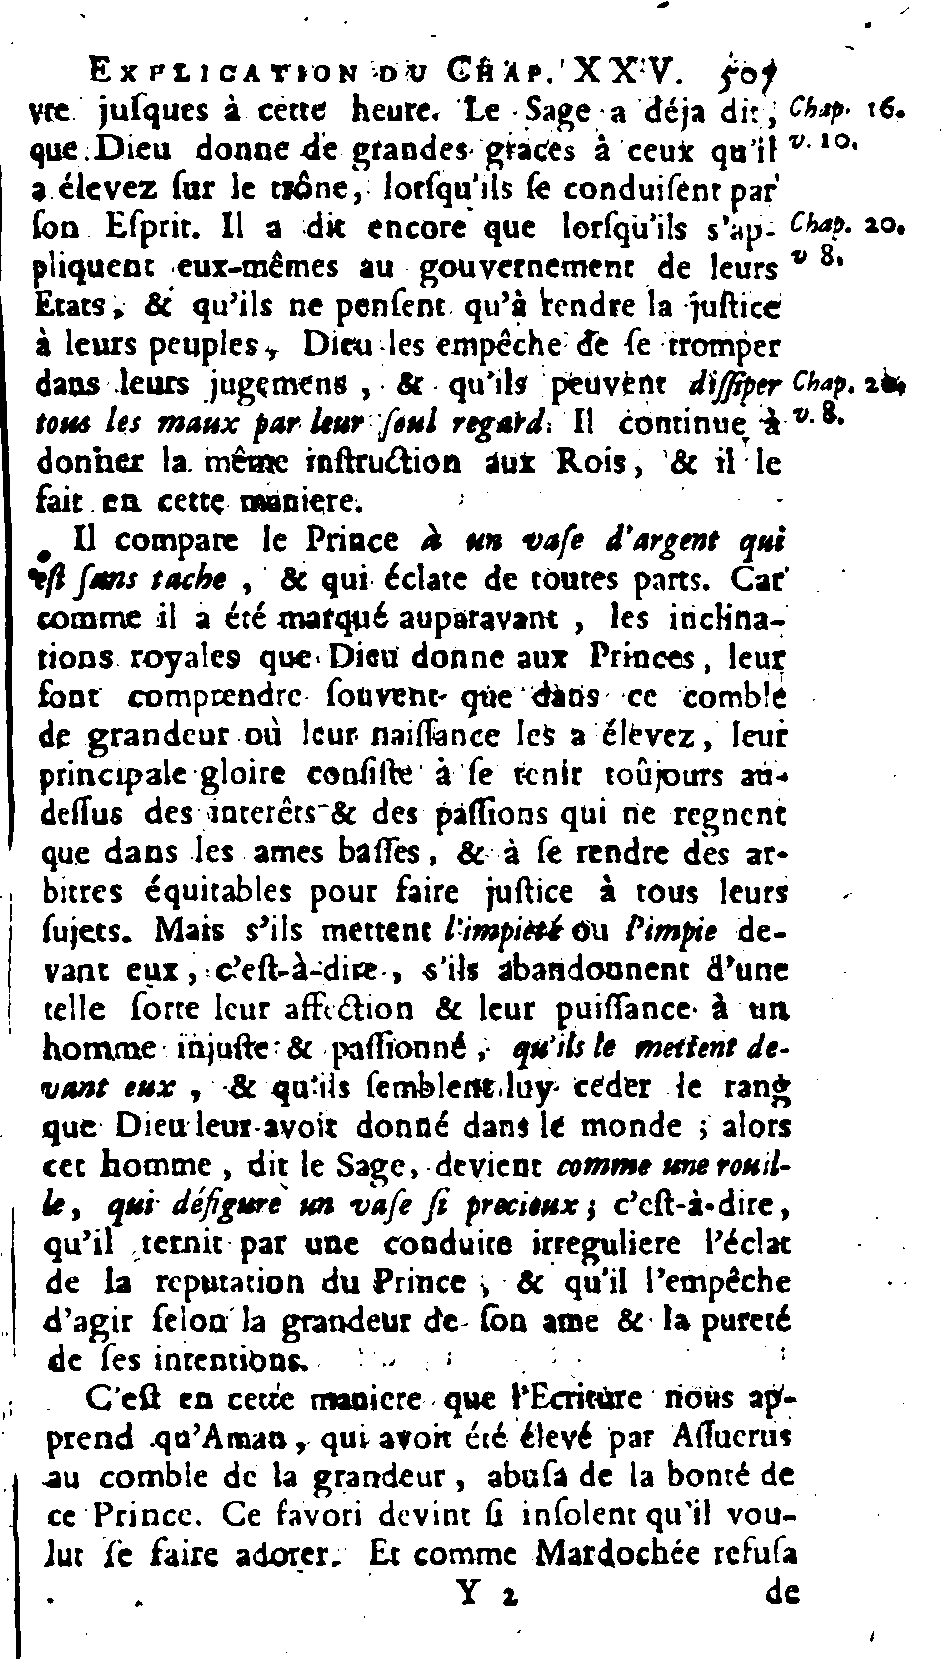 EXPLICATION DU CHAP. XXV. 507
vre juſques à cette heure. Le Sage a déja dit, Chap. 16.
que Dieu donne de grandes graces à ceux qu'il v. 10.
a élevez ſur le trône, lorſqu'ils ſe conduiſent par
ſon Eſprit. Il a dit encore que lorſqu'ils s'ap- Chap. 20.
pliquent eux-mêmes au gouvernement de leurs v 8.
Etats, & qu'ils ne penſent qu'à rendre la juſtice
à leurs peuples, Dieu les empêche de ſe tromper
dans leurs jugemens, & qu'ils peuvent diſſiper Chap. 20.
tous les maux par leur ſeul regard. Il continue à v. 8.
donner la même inſtruction aux Rois, & il le
fait en cette maniere.
Il compare le Prince à un vaſe d'argent qui
eſt ſans tache, & qui éclate de toutes parts. Car
comme il a été marqué auparavant, les inclina-
tions royales que Dieu donne aux Princes, leur
font comprendre ſouvent que dans ce comble
de grandeur où leur naiſſance les a élevez, leur
principale gloire conſiſte à ſe tenir toûjours au-
deſſus des interêts & des paſſions qui ne regnent
que dans les ames baſſes, & à ſe rendre des ar-
bitres équitables pour faire juſtice à tous leurs
ſujets. Mais s'ils mettent l'impieté ou l'impie de-
vant eux, c'eſt-à-dire, s'ils abandonnent d'une
telle ſorte leur affection & leur puiſſance à un
homme injuſte & paſſionné, qu'ils le mettent de-
vant eux, & qu'ils ſemblent luy ceder le rang
que Dieu leur avoit donné dans le monde; alors
cet homme, dit le Sage, devient comme une rouil-
le, qui défigure un vaſe ſi precieux; c'eſt-à-dire,
qu'il ternit par une conduite irreguliere l'éclat
de la reputation du Prince, & qu'il l'empêche
d'agir ſelon la grandeur de ſon ame & la pureté
de ſes intentions.
C'eſt en cette maniere que l'Ecriture nous ap-
prend qu'Aman, qui avoit été élevé par Aſſuerus
au comble de la grandeur, abuſa de la bonté de
ce Prince. Ce favori devint ſi inſolent qu'il vou-
lut ſe faire adorer. Et comme Mardochée refuſa
Y 2 de